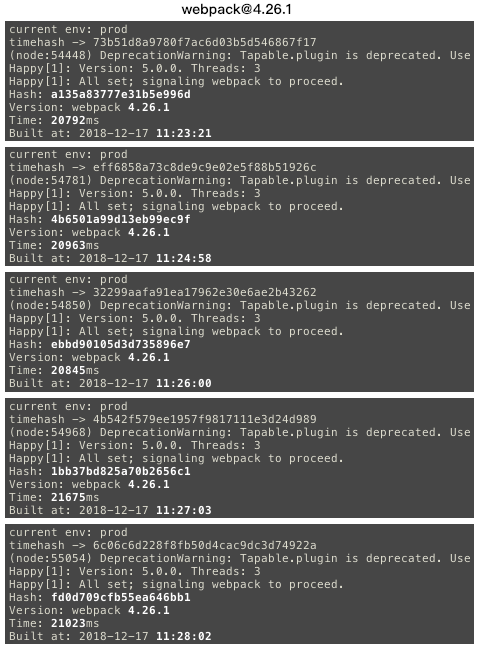 webpack@4.26.1
current env: prod
timehash -> 73b51d8a9780f7ac6d03b5d546867f17
(node:54448) DeprecationWarning: Tapable.plugin is deprecated. Use
Happy[1]: Version: 5.0.0. Threads: 3
Happy[1]: All set; signaling webpack to proceed.
Hash: a135a83777e31b5e996d
Version: webpack 4.26.1
Time: 20792ms
Built at: 2018-12-17 11:23:21
current env: prod
timehash -> eff6858a73c8de9c9e02e5f88b51926c
(node:54781) DeprecationWarning: Tapable.plugin is deprecated. Use
Happy[1]: Version: 5.0.0. Threads: 3
Happy[1]: All set; signaling webpack to proceed.
Hash: 4b6501a99d13eb99ec9f
Version: webpack 4.26.1
Time: 20963ms
Built at: 2018-12-17 11:24:58
current env: prod
timehash -> 32299aafa91ea17962e30e6ae2b43262
(node:54850) DeprecationWarning: Tapable.plugin is deprecated. Use
Happy[1]: Version: 5.0.0. Threads: 3
Happy[1]: All set; signaling webpack to proceed.
Hash: ebbd90105d3d735896e7
Version: webpack 4.26.1
Time: 20845ms
Built at: 2018-12-17 11:26:00
current env: prod
timehash -> 4b542f579ee1957f9817111e3d24d989
(node:54968) DeprecationWarning: Tapable.plugin is deprecated. Use
Happy[1]: Version: 5.0.0. Threads: 3
Happy[1]: All set; signaling webpack to proceed.
Hash: 1bb37bd825a70b2656c1
Version: webpack 4.26.1
Time: 21675ms
Built at: 2018-12-17 11:27:03
current env: prod
timehash -> 6c06c6d228f8fb50d4cac9dc3d74922a
(node:55054) DeprecationWarning: Tapable.plugin is deprecated. Use
Happy[1]: Version: 5.0.0. Threads: 3
Happy[1]: All set; signaling webpack to proceed.
Hash: fd0d709cfb55ea646bb1
Version: webpack 4.26.1
Time: 21023ms
Built at: 2018-12-17 11:28:02